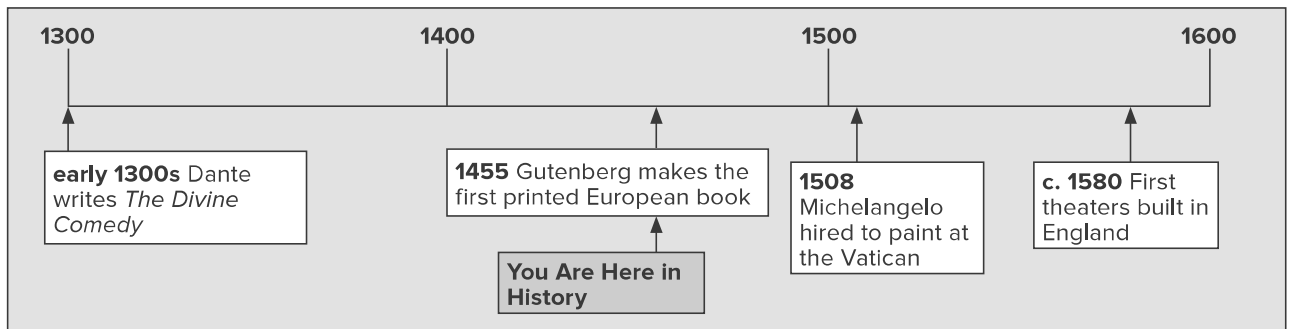 1300 1400 1500 1600
early 1300s Dante
writes The Divine
Comedy
1455 Gutenberg makes the
first printed European book
You Are Here in
History
1508
Michelangelo
hired to paint at
the Vatican
c. 1580 First
theaters built in
England